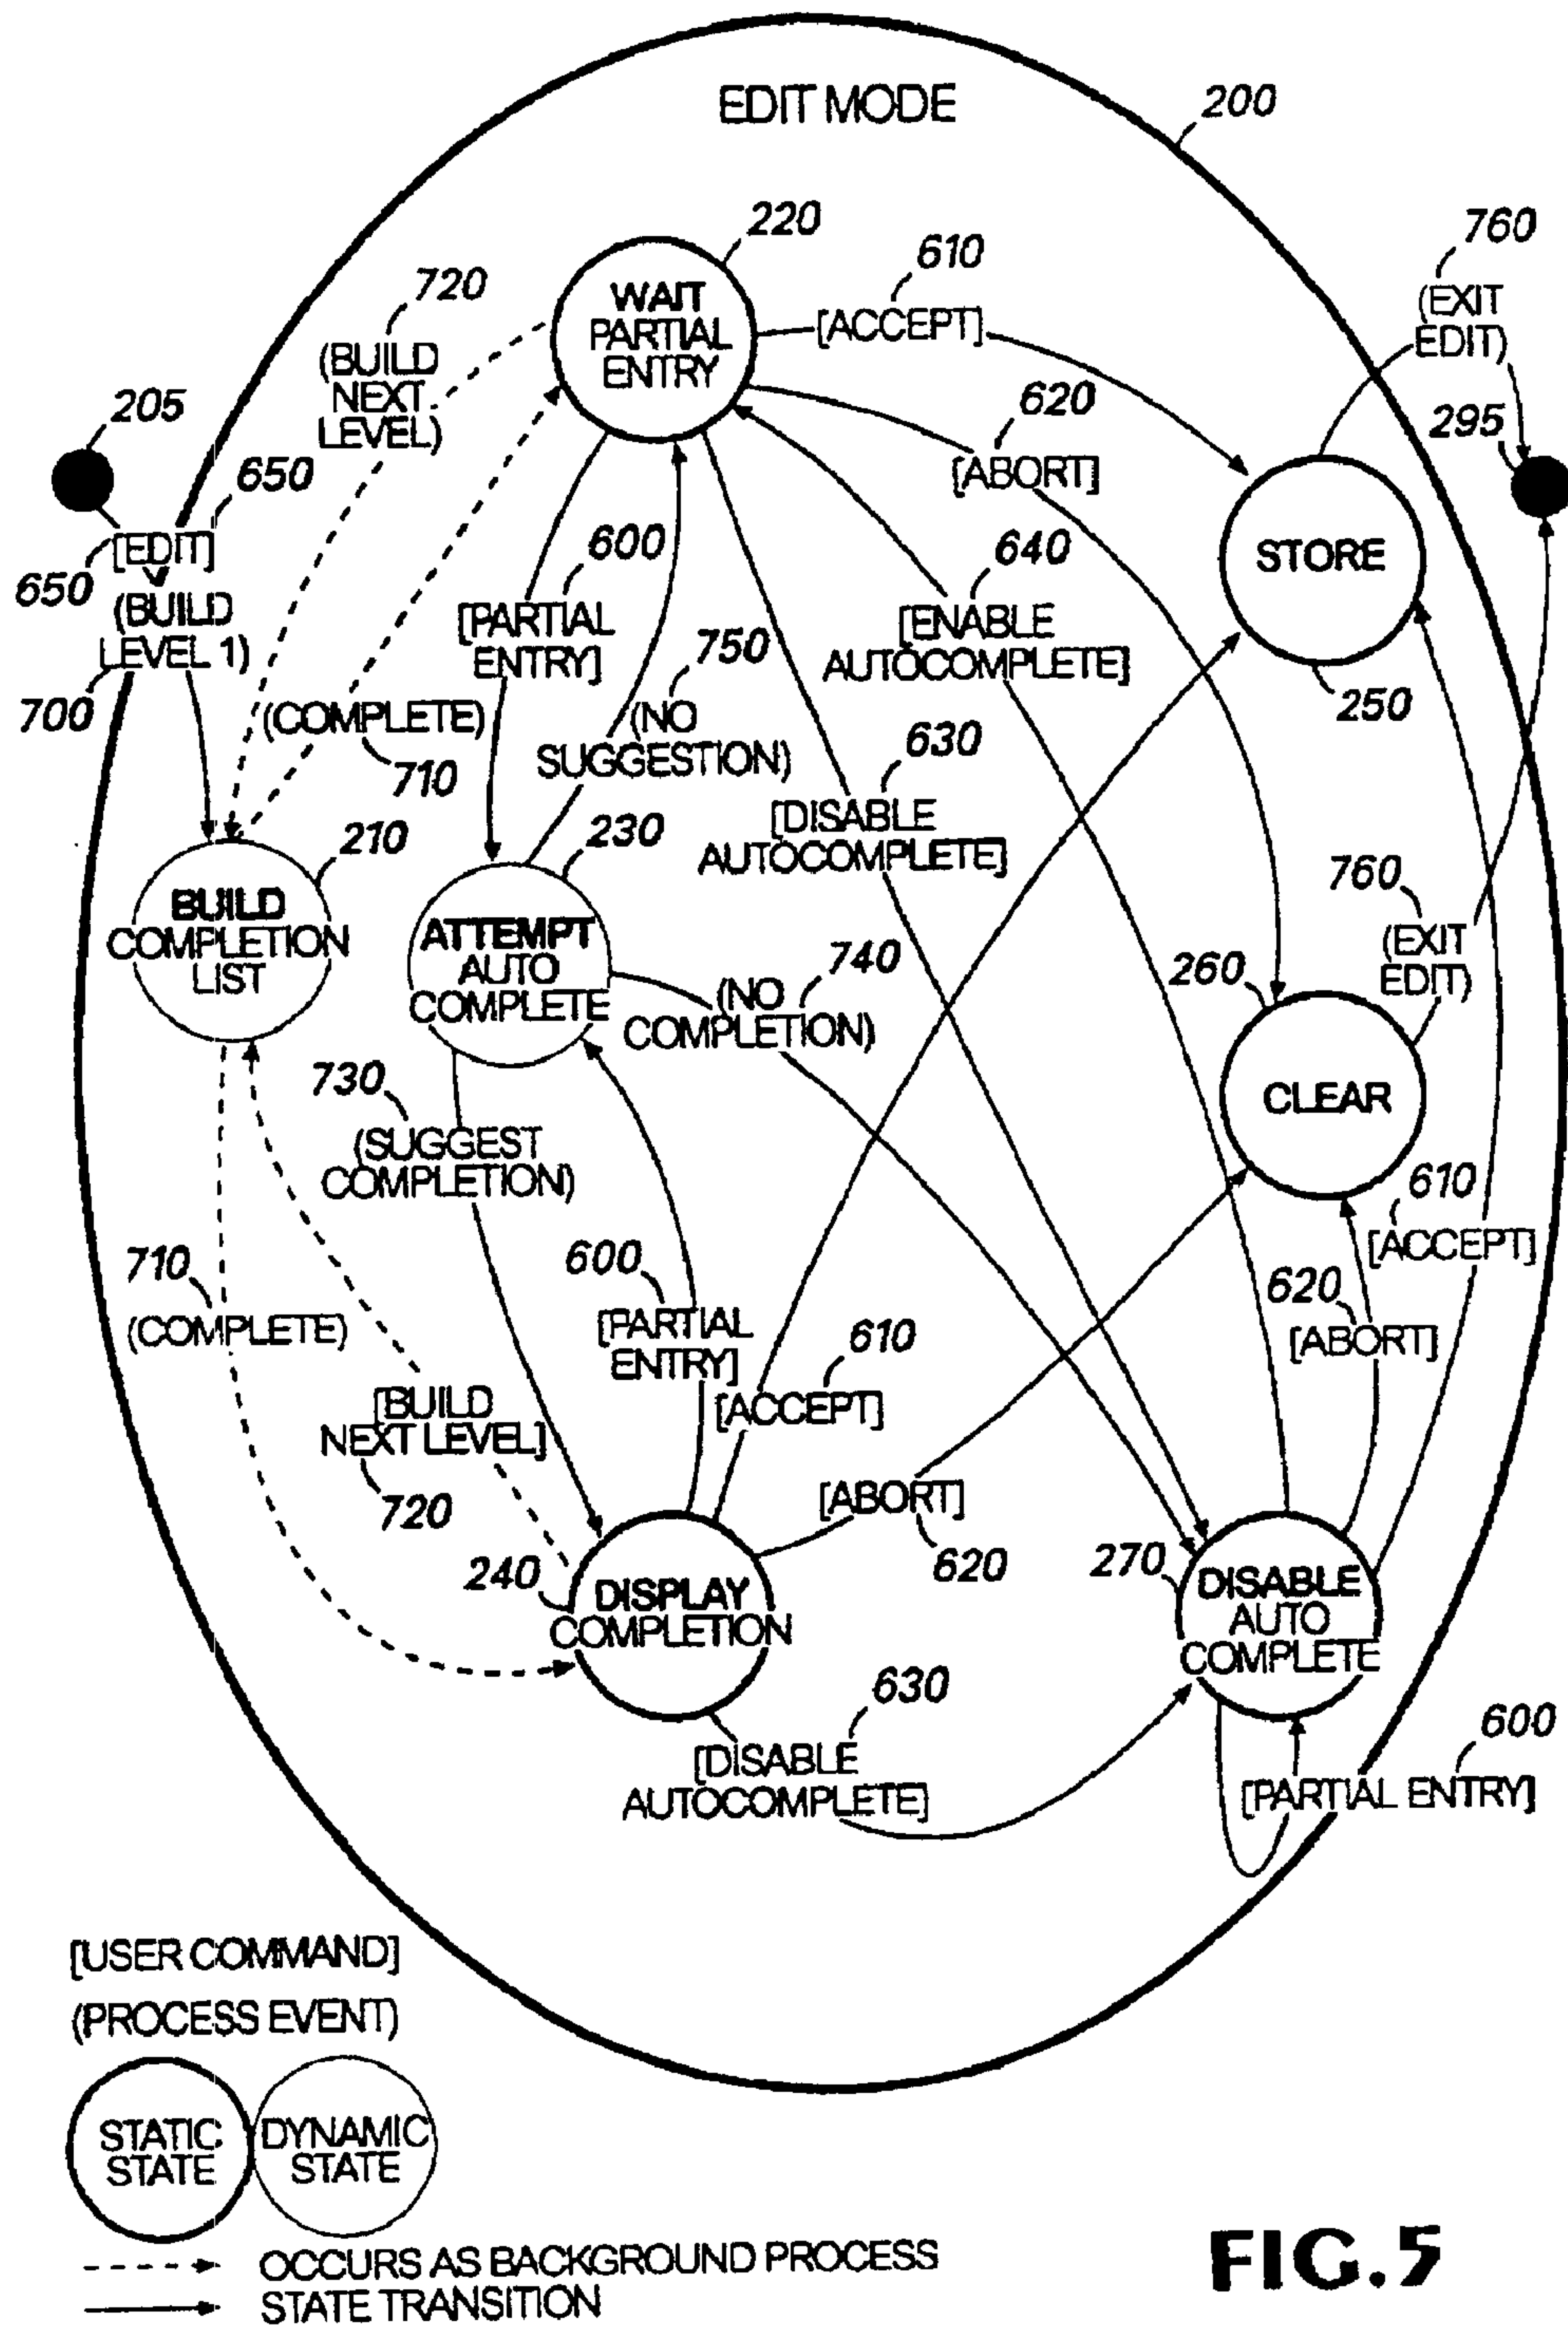 EDIT MODE
200
220
610
760
720
WAIT
PARTIAL
ENTRY
[ACCEPT]
(EXIT
EDIT)
(BUILD
NEXT
LEVEL)
205
620
295
650
[ABORT]
[EDIT]
650
600
640
STORE
(BUILD
LEVEL 1)
700
[PARTIAL
ENTRY]
750
[ENABLE
AUTOCOMPLETE]
250
(COMPLETE)
710
(NO
SUGGESTION)
630
210
230
[DISABLE
AUTOCOMPLETE]
760
BUILD
COMPLETION
LIST
ATTEMPT
AUTO
COMPLETE
740
(NO
COMPLETION)
260
(EXIT
EDIT)
730
(SUGGEST
COMPLETION)
CLEAR
610
[ACCEPT]
710
(COMPLETE)
600
[PARTIAL
ENTRY]
610
[ACCEPT]
620
[ABORT]
[BUILD
NEXT LEVEL]
720
[ABORT]
620
240
DISPLAY
COMPLETION
270
DISABLE
AUTO
COMPLETE
630
[DISABLE
AUTOCOMPLETE]
600
[PARTIAL ENTRY]
[USER COMMAND]
(PROCESS EVENT)
STATIC
STATE
DYNAMIC
STATE
OCCURS AS BACKGROUND PROCESS
STATE TRANSITION
FIG.5